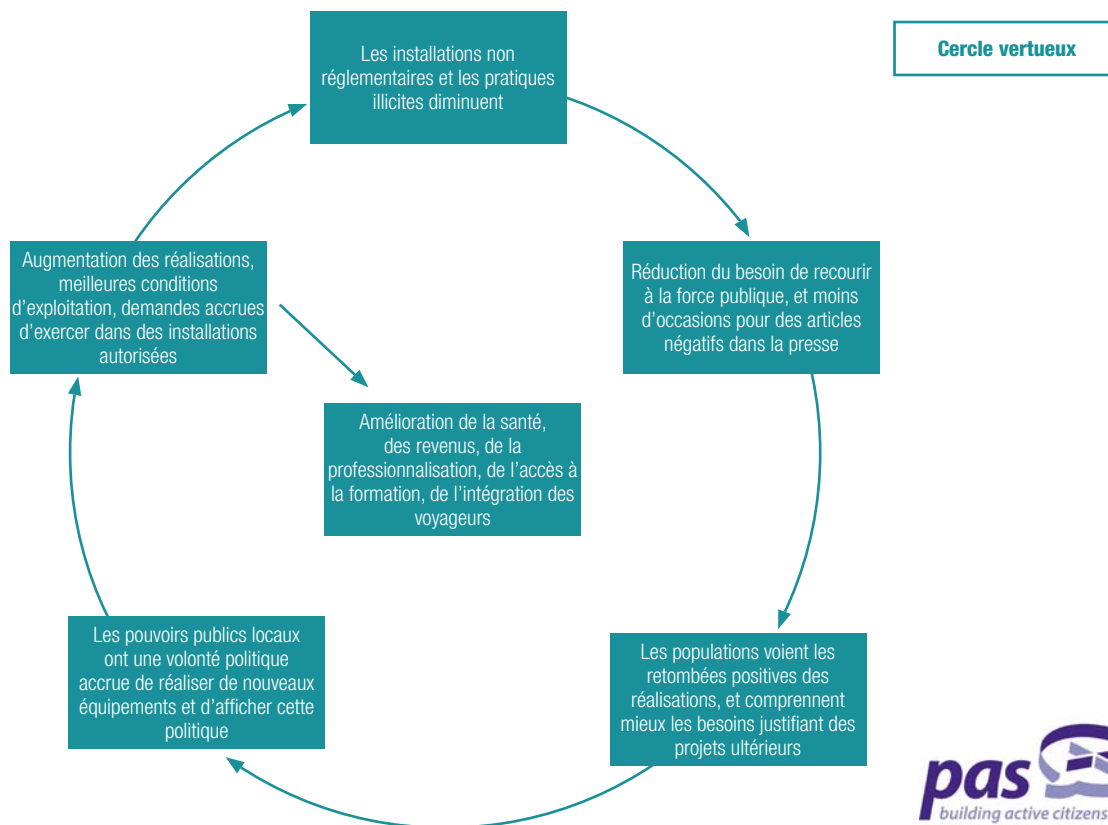 Cercle vertueux
Les installations non
réglementaires et les pratiques
illicites diminuent
Réduction du besoin de recourir
à la force publique, et moins
d'occasions pour des articles
négatifs dans la presse
Les populations voient les
retombées positives des
réalisations, et comprennent
mieux les besoins justifiant des
projets ultérieurs
Les pouvoirs publics locaux
ont une volonté politique
accrue de réaliser de nouveaux
équipements et d'afficher cette
politique
Augmentation des réalisations,
meilleures conditions
d'exploitation, demandes accrues
d'exercer dans des installations
autorisées
Amélioration de la santé,
des revenus, de la
professionnalisation, de l'accès à
la formation, de l'intégration des
voyageurs
pas
building active citizens